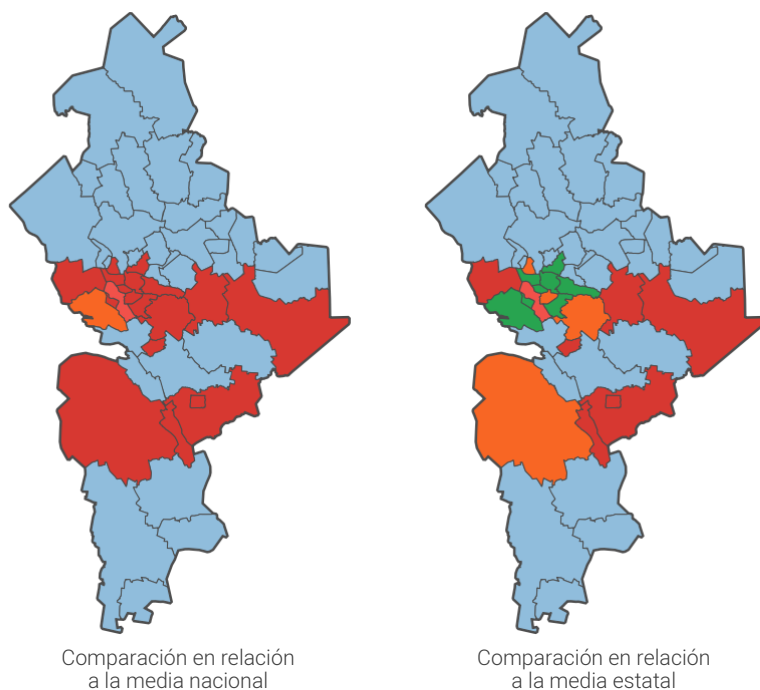 Comparación en relación
a la media nacional
Comparación en relación
a la media estatal